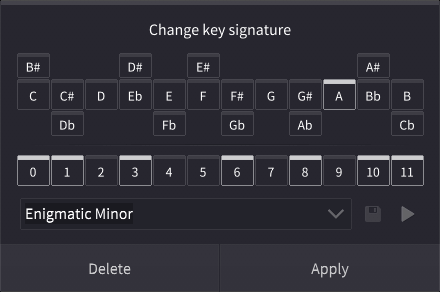 Change key signature
B# D# E# A#
C C# D Eb E F F# G G# A Bb B
Db Fb Gb Ab Cb
0 1 2 3 4 5 6 7 8 9 10 11
Enigmatic Minor
Delete Apply